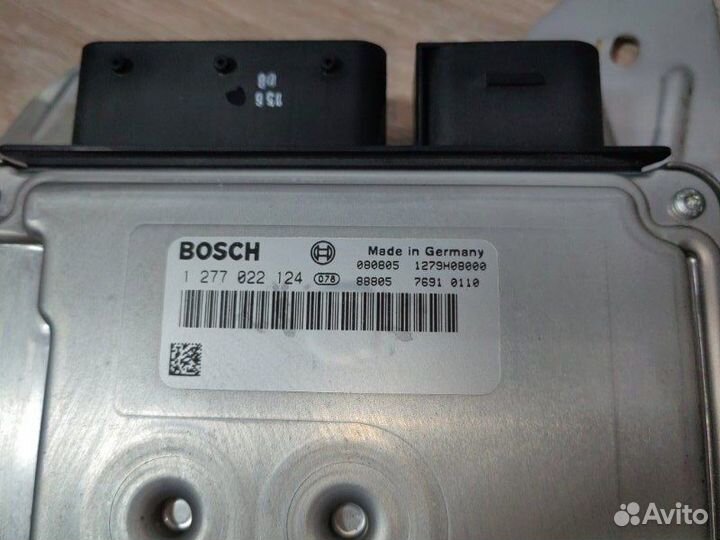 BOSCH
Made in Germany
1 277 022 124 078
080805 1279H08000
88805 7691 0110
Avito